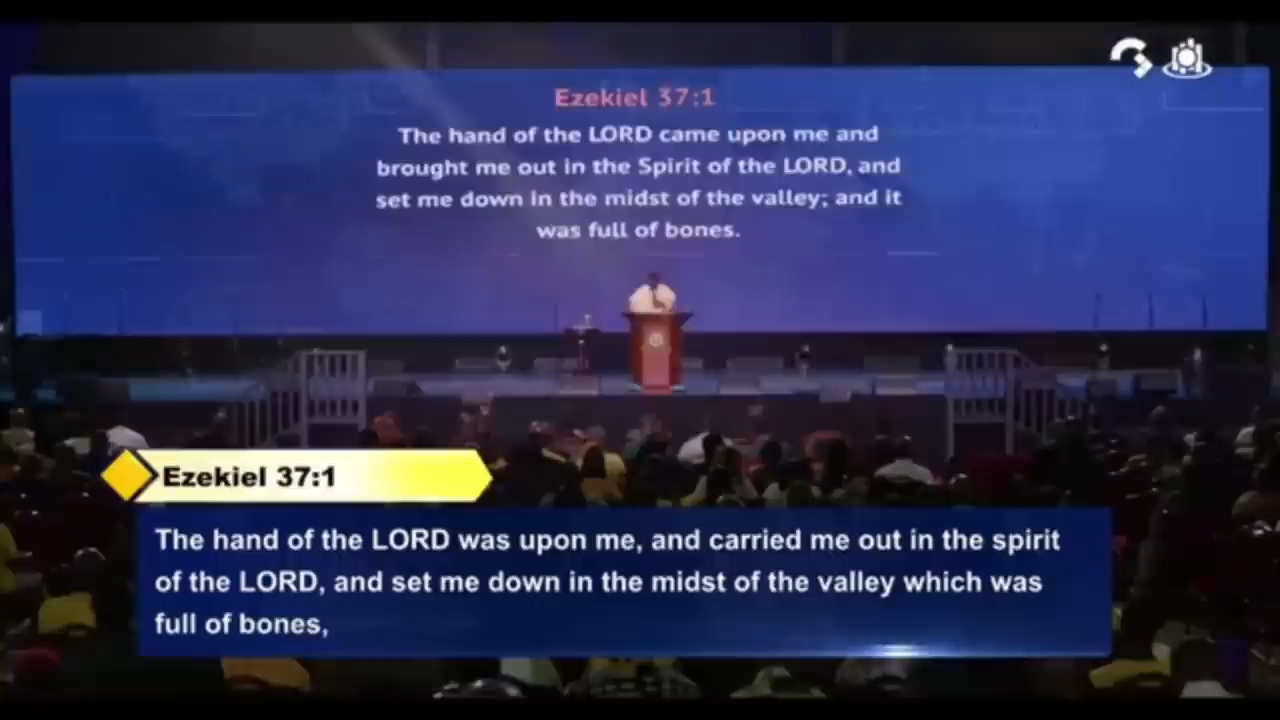 Ezekiel 37:1
The hand of the LORD came upon me and
brought me out in the Spirit of the LORD, and
set me down in the midst of the valley; and it
was full of bones.
Ezekiel 37:1
The hand of the LORD was upon me, and carried me out in the spirit
of the LORD, and set me down in the midst of the valley which was
full of bones,